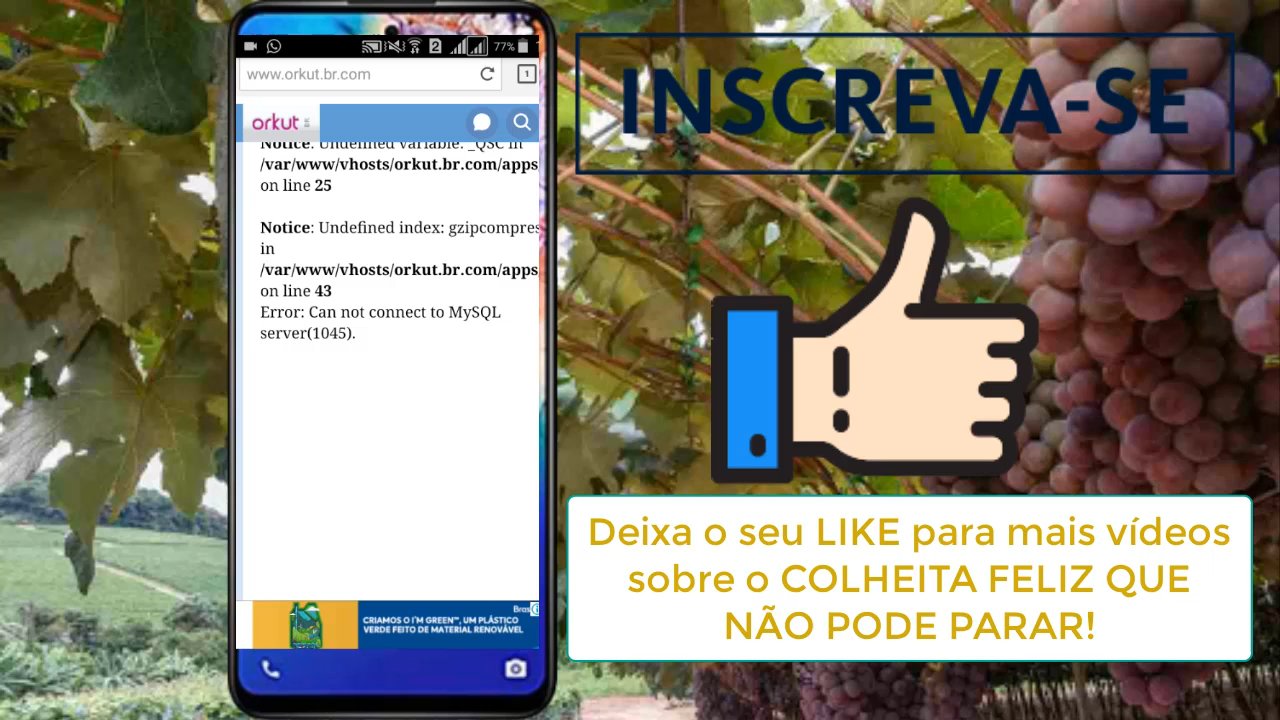 77%
www.orkut.br.com
1
orkut
Notice: Undefined variable: _QSC in
/var/www/vhosts/orkut.br.com/apps
on line 25
Notice: Undefined index: gzipcompres
in
/var/www/vhosts/orkut.br.com/apps
on line 43
Error: Can not connect to MySQL
server(1045).
Bras
CRIAMOS O I'M GREEN™, UM PLÁSTICO
VERDE FEITO DE MATERIAL RENOVÁVEL
INSCREVA-SE
Deixa o seu LIKE para mais vídeos
sobre o COLHEITA FELIZ QUE
NÃO PODE PARAR!